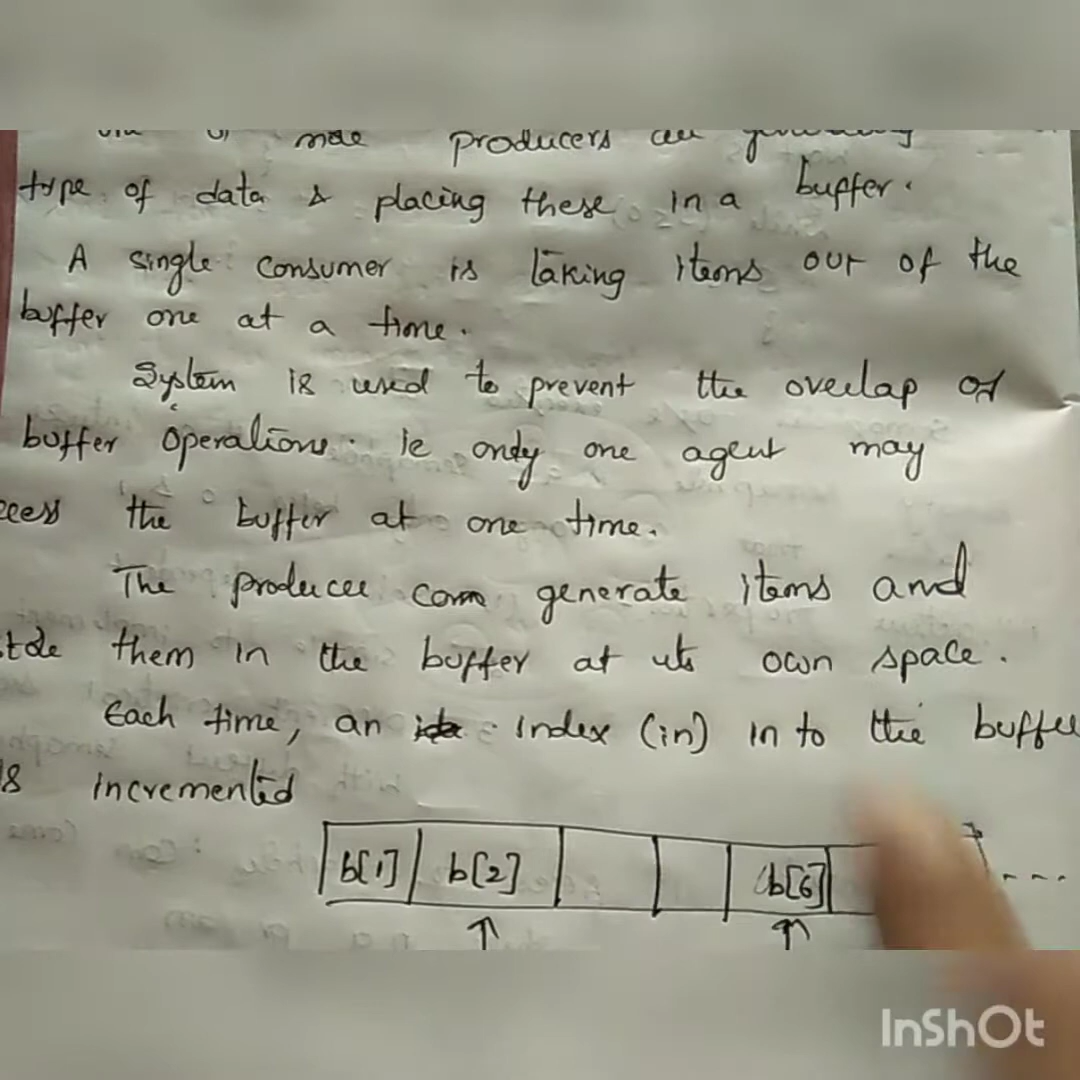 producers
type of data & placing these in a buffer.
A single consumer is taking items out of the
buffer one at a time.
System is used to prevent the overlap of
buffer operations. ie only one agent may
the buffer at one time.
The producer can generate items and
them in the buffer at its own space.
Each time, an index (in) in to the buffer
incremented
b[1] b[2] b[6] ....
InShOt